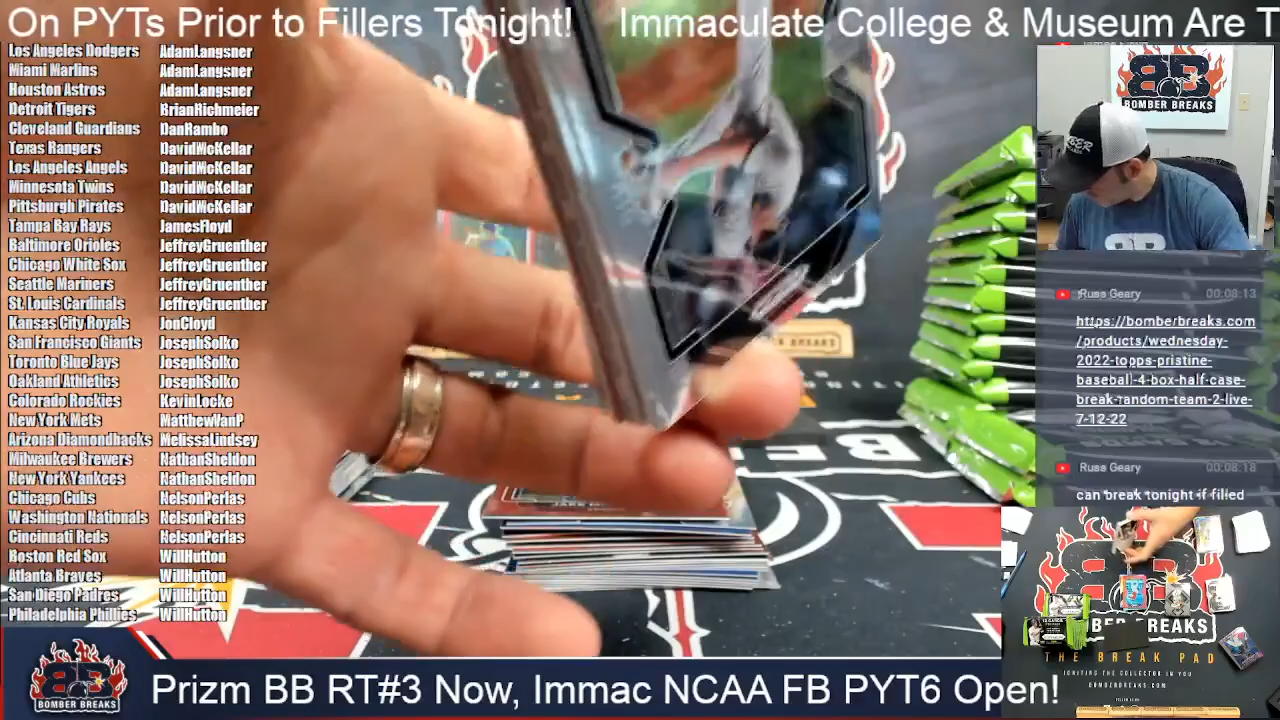 On PYTs Prior to Fillers Tonight! Immaculate College & Museum Are T
Los Angeles Dodgers AdamLangsner
Miami Marlins AdamLangsner
Houston Astros AdamLangsner
Detroit Tigers BrianRichmeier
Cleveland Guardians DanRambo
Texas Rangers DavidMcKellar
Los Angeles Angels DavidMcKellar
Minnesota Twins DavidMcKellar
Pittsburgh Pirates DavidMcKellar
Tampa Bay Rays JamesFloyd
Baltimore Orioles JeffreyGruenther
Chicago White Sox JeffreyGruenther
Seattle Mariners JeffreyGruenther
St. Louis Cardinals JeffreyGruenther
Kansas City Royals JonCloyd
San Francisco Giants JosephSolko
Toronto Blue Jays JosephSolko
Oakland Athletics JosephSolko
Colorado Rockies KevinLocke
New York Mets MatthewVanP
Arizona Diamondbacks MelissaLindsey
Milwaukee Brewers NathanSheldon
New York Yankees NathanSheldon
Chicago Cubs NelsonPerlas
Washington Nationals NelsonPerlas
Cincinnati Reds NelsonPerlas
Boston Red Sox WillHutton
Atlanta Braves WillHutton
San Diego Padres WillHutton
Philadelphia Phillies WillHutton
BOMBER BREAKS
Russ Geary 00:08:13
https://bomberbreaks.com
/products/wednesday-
2022-topps-pristine-
baseball-4-box-half-case-
break-random-team-2-live-
7-12-22
Russ Geary 00:08:18
can break tonight if filled
BREAKS
THE BREAK PAD
IGNITING THE COLLECTOR IN YOU
BOMBERBREAKS.COM
BOMBER BREAKS
Prizm BB RT#3 Now, Immac NCAA FB PYT6 Open!